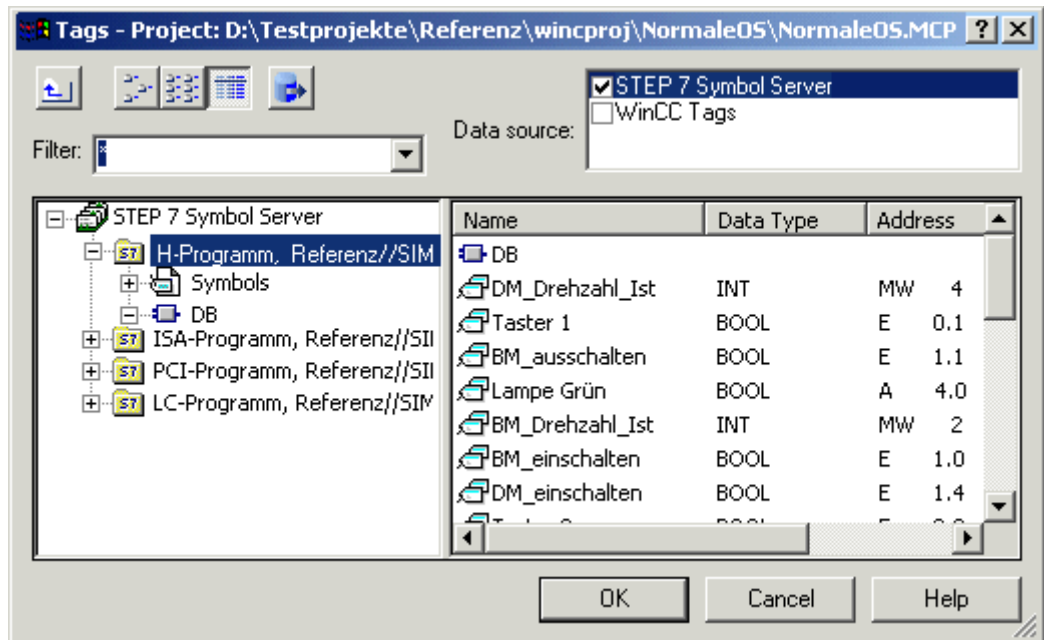 Tags - Project: D:\Testprojekte\Referenz\wincproj\NormaleOS\NormaleOS.MCP
Filter: *
Data source:
STEP 7 Symbol Server
WinCC Tags
STEP 7 Symbol Server
H-Programm, Referenz//SIM
Symbols
DB
ISA-Programm, Referenz//SI
PCI-Programm, Referenz//SI
LC-Programm, Referenz//SIM
Name Data Type Address
DB
DM_Drehzahl_Ist INT MW 4
Taster 1 BOOL E 0.1
BM_ausschalten BOOL E 1.1
Lampe Grün BOOL A 4.0
BM_Drehzahl_Ist INT MW 2
BM_einschalten BOOL E 1.0
DM_einschalten BOOL E 1.4
OK Cancel Help